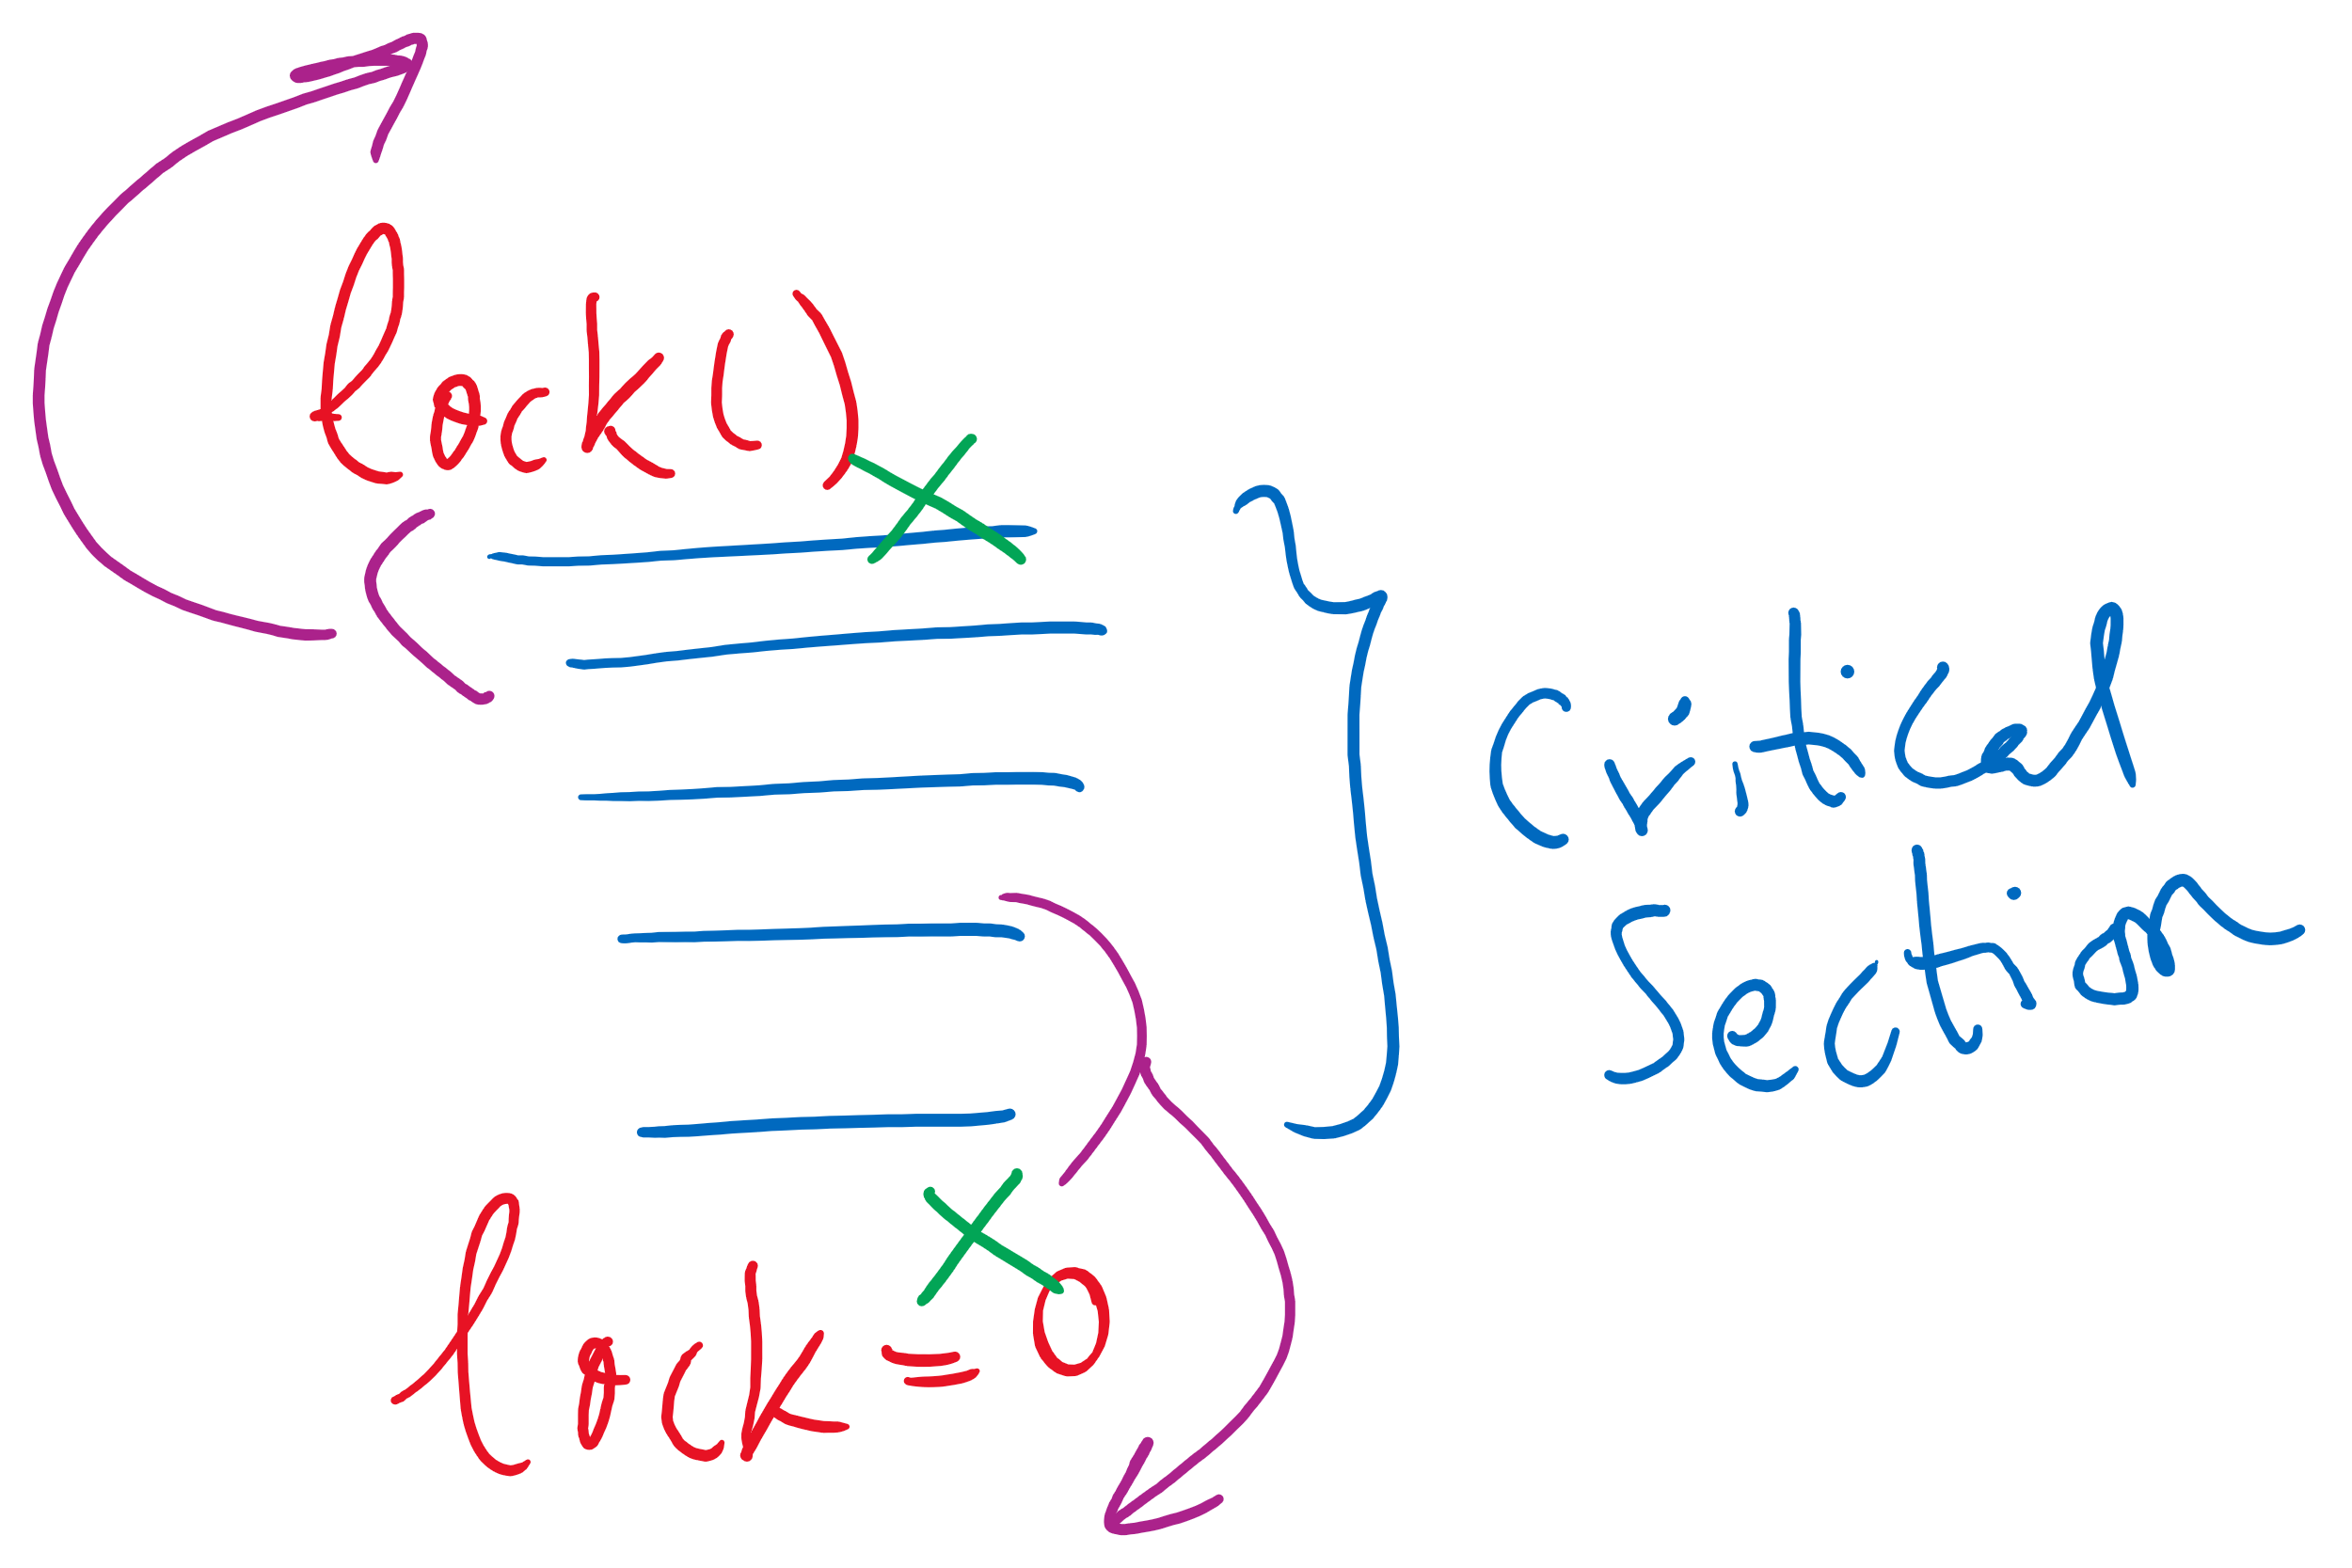 lock()
critical
section
lock = 0